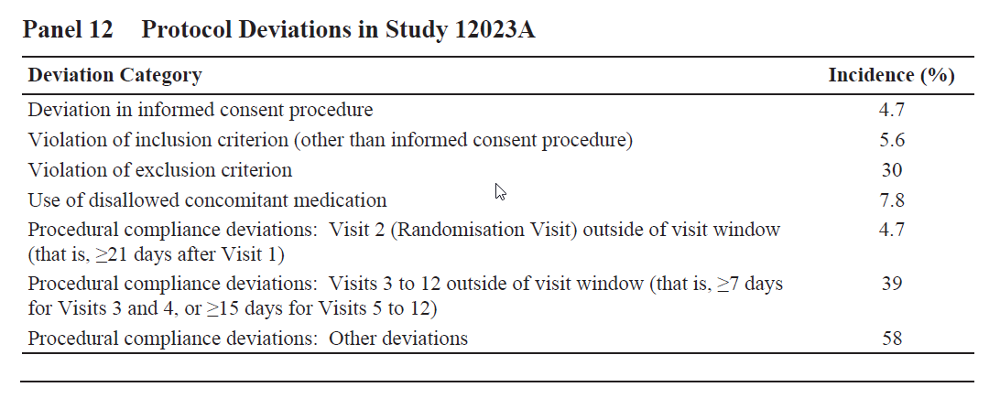 Panel 12 Protocol Deviations in Study 12023A
Deviation Category Incidence (%)
Deviation in informed consent procedure 4.7
Violation of inclusion criterion (other than informed consent procedure) 5.6
Violation of exclusion criterion 30
Use of disallowed concomitant medication 7.8
Procedural compliance deviations: Visit 2 (Randomisation Visit) outside of visit window 4.7
(that is, ≥21 days after Visit 1)
Procedural compliance deviations: Visits 3 to 12 outside of visit window (that is, ≥7 days 39
for Visits 3 and 4, or ≥15 days for Visits 5 to 12)
Procedural compliance deviations: Other deviations 58